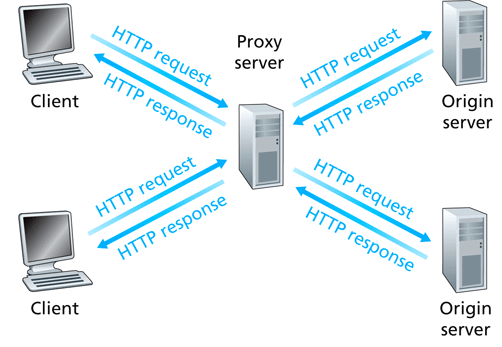 HTTP request
HTTP response
Client
Proxy
server
HTTP request
HTTP response
Origin
server
HTTP request
HTTP response
Client
HTTP request
HTTP response
Origin
server